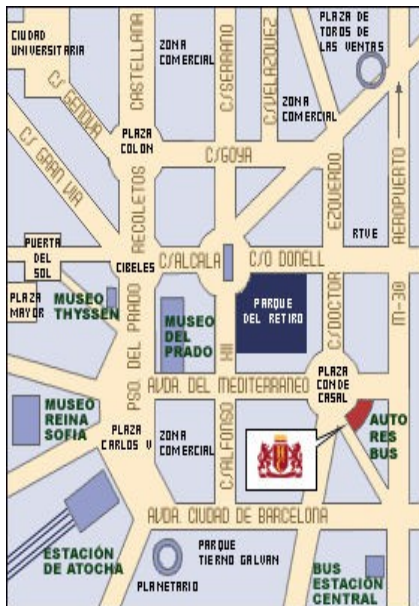 CIUDAD
UNIVERSITARIA
CASTELLANA
ZONA
COMERCIAL
C/SERRANO
C/VELAZQUEZ
PLAZA DE
TOROS DE
LAS VENTAS
ZONA
COMERCIAL
C/ GENOVA
PLAZA
COLON
C/GOYA
C/ GRAN VIA
RECOLETOS
EZQUERDO
AEROPUERTO
RTVE
PUERTA
DEL
SOL
CIBELES
C/ALCALA
C/O DONELL
PLAZA
MAYOR
MUSEO
THYSSEN
PSO. DEL PRADO
MUSEO
DEL
PRADO
XII
PARQUE
DEL RETIRO
C/DOCTOR
M-30
AVDA. DEL MEDITERRANEO
PLAZA
CONDE
CASAL
MUSEO
REINA
SOFIA
PLAZA
CARLOS V
ZONA
COMERCIAL
C/ALFONSO
AUTO
RES
BUS
AVDA. CIUDAD DE BARCELONA
ESTACIÓN
DE ATOCHA
PLANETARIO
PARQUE
TIERNO GALVAN
BUS
ESTACIÓN
CENTRAL